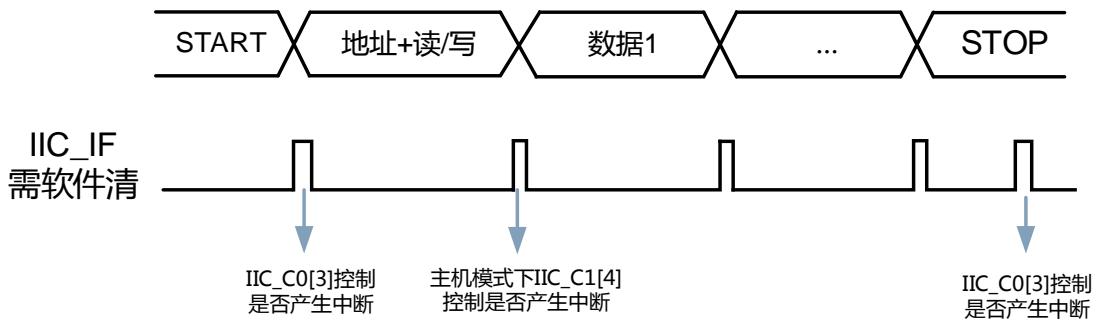 START
地址+读/写
数据1
...
STOP
IIC_IF
需软件清
IIC_C0[3]控制
是否产生中断
主机模式下IIC_C1[4]
控制是否产生中断
IIC_C0[3]控制
是否产生中断